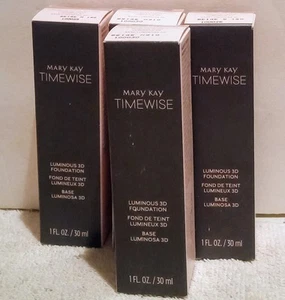 MARY KAY
TIMEWISE
LUMINOUS 3D
FOUNDATION
FOND DE TEINT
LUMINEUX 3D
BASE
LUMINOSA 3D
1 FL. OZ. / 30 ml
MARY KAY
TIMEWISE
LUMINOUS 3D
FOUNDATION
FOND DE TEINT
LUMINEUX 3D
BASE
LUMINOSA 3D
1 FL. OZ. / 30 ml
MARY KAY
TIMEWISE
LUMINOUS 3D
FOUNDATION
FOND DE TEINT
LUMINEUX 3D
BASE
LUMINOSA 3D
1 FL. OZ. / 30 ml